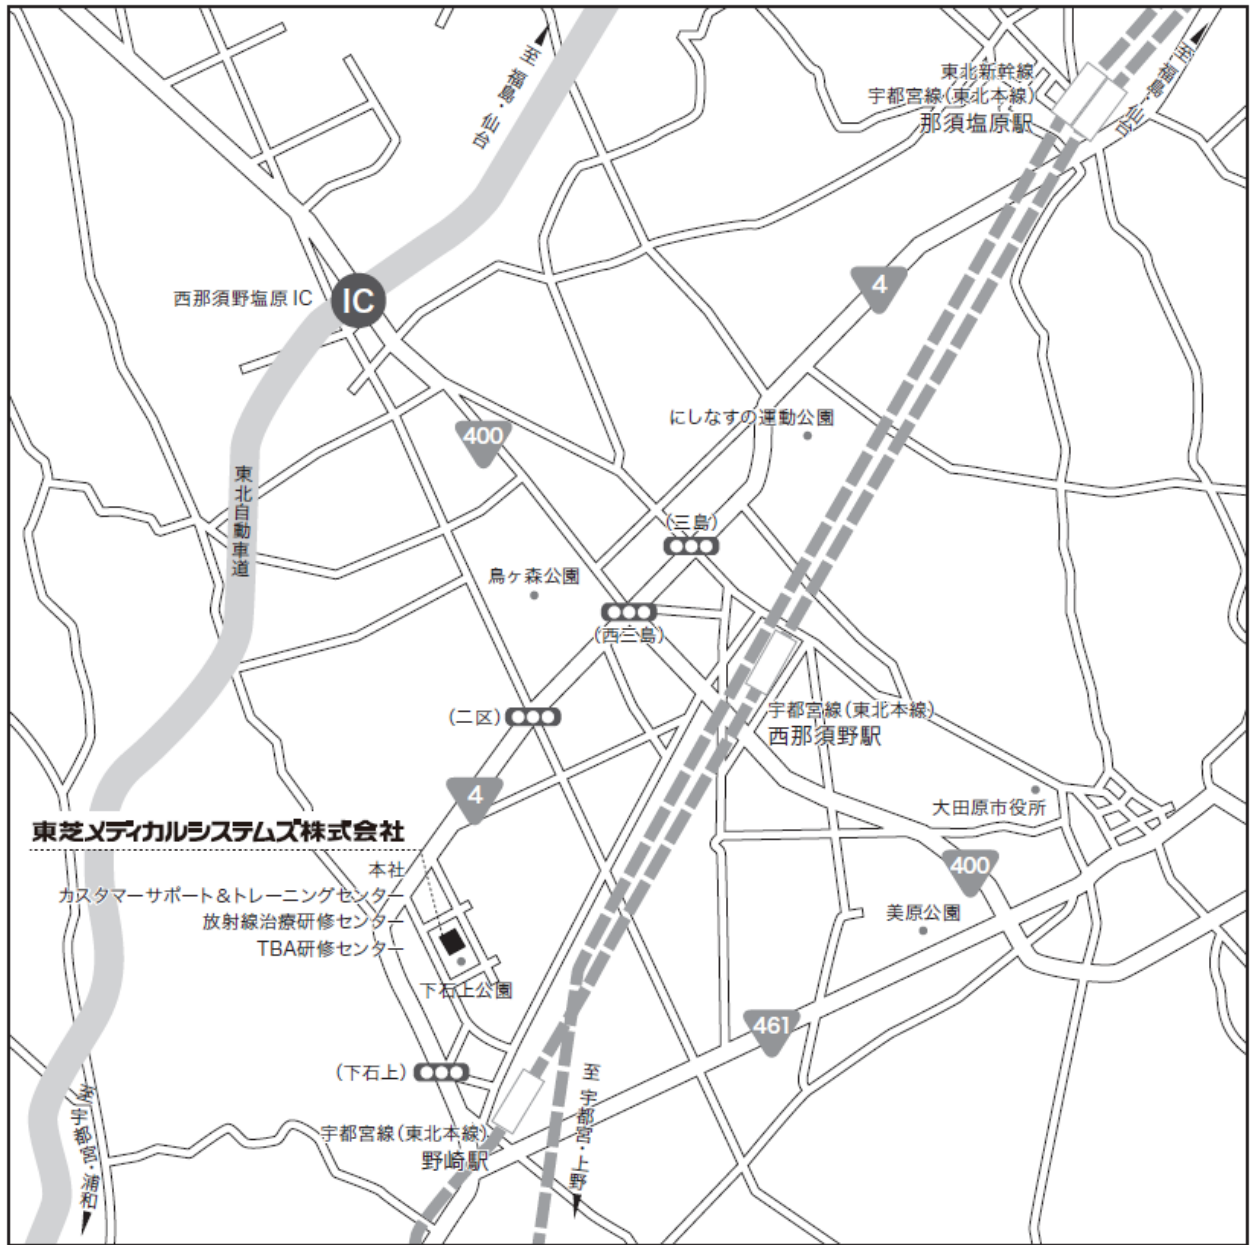 至 福島・仙台
東北新幹線
宇都宮線(東北本線)
那須塩原駅
至 福島・仙台
西那須野塩原 IC
IC
4
にしなすの運動公園
400
東北自動車道
(三島)
烏ヶ森公園
(西三島)
(二区)
宇都宮線(東北本線)
西那須野駅
4
大田原市役所
東芝メディカルシステムズ株式会社
本社
カスタマーサポート&トレーニングセンター
放射線治療研修センター
TBA研修センター
400
美原公園
下石上公園
461
(下石上)
至 宇都宮・上野
至 宇都宮・浦和
宇都宮線(東北本線)
野崎駅